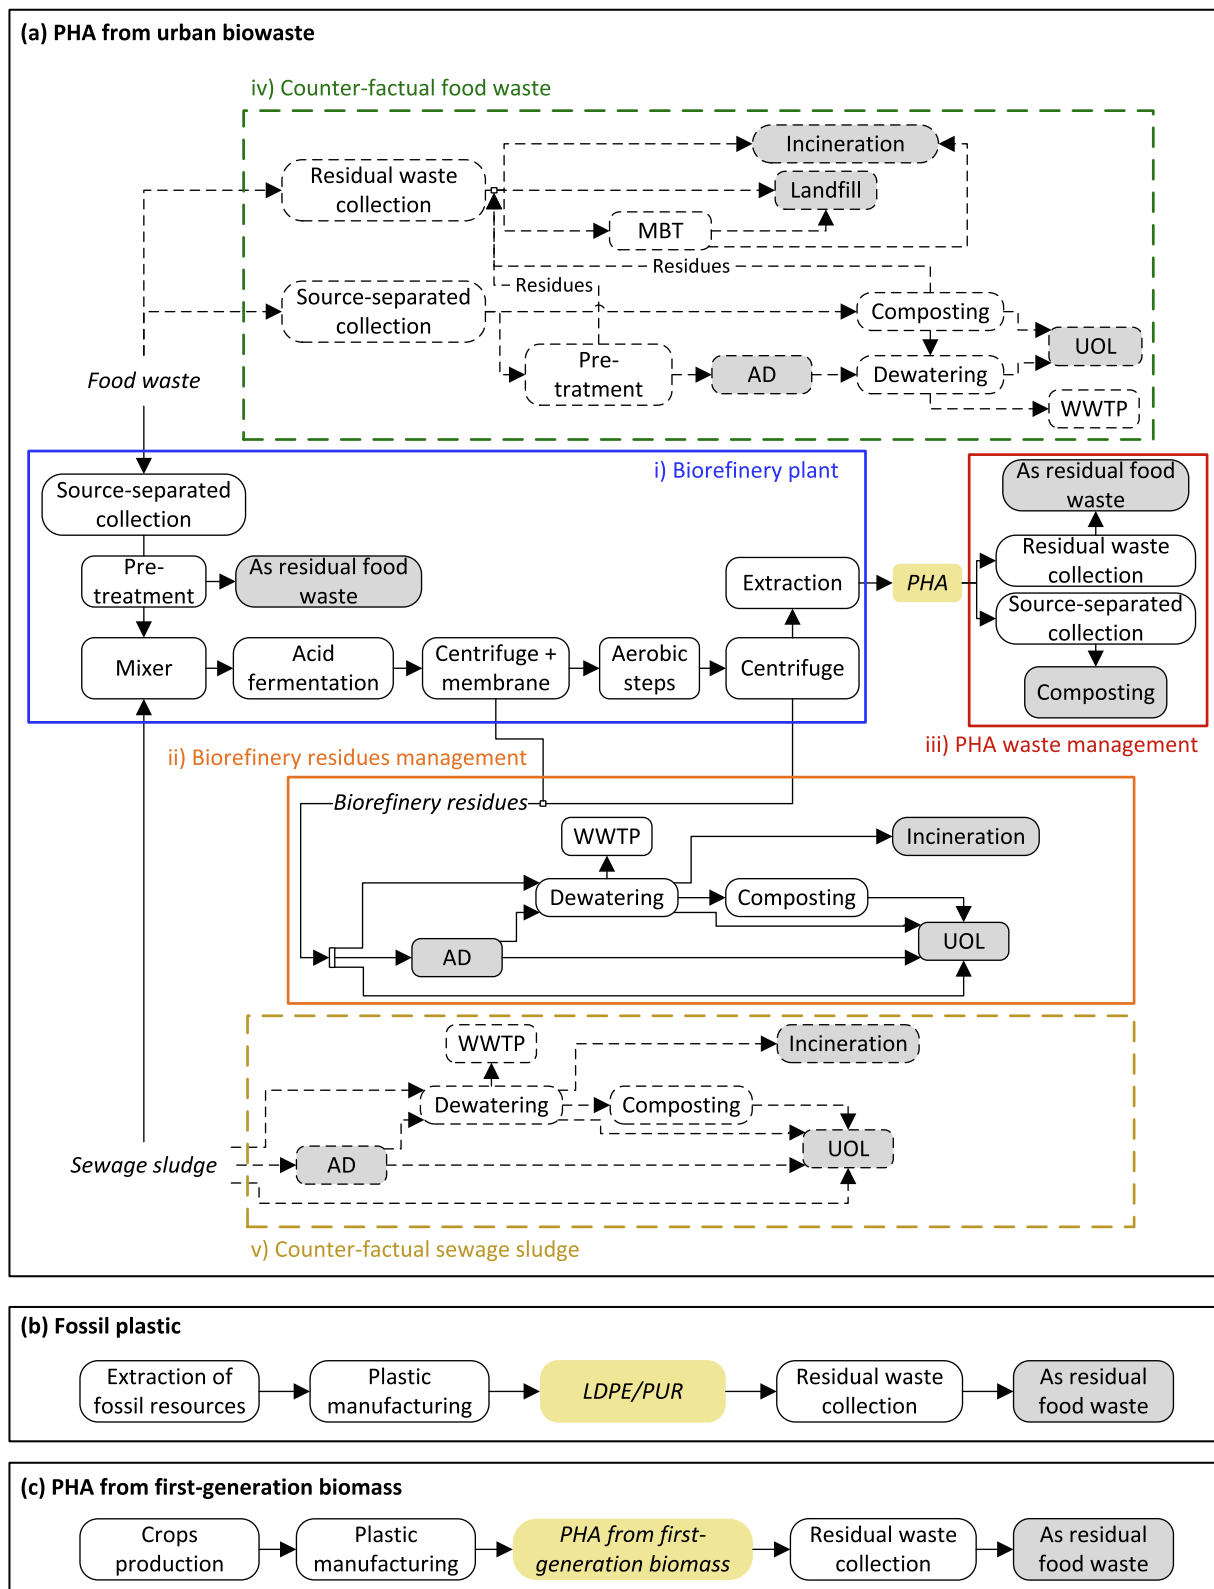 (a) PHA from urban biowaste
iv) Counter-factual food waste
Incineration
Residual waste
collection
Landfill
MBT
Residues
Residues
Source-separated
collection
Composting
UOL
Pre-
tratment
AD
Dewatering
WWTP
Food waste
i) Biorefinery plant
Source-separated
collection
Pre-
treatment
As residual food
waste
Mixer
Acid
fermentation
Centrifuge +
membrane
Aerobic
steps
Centrifuge
Extraction
PHA
As residual food
waste
Residual waste
collection
Source-separated
collection
Composting
iii) PHA waste management
ii) Biorefinery residues management
Biorefinery residues
WWTP
Incineration
Dewatering
Composting
UOL
AD
WWTP
Incineration
Dewatering
Composting
UOL
AD
Sewage sludge
v) Counter-factual sewage sludge
(b) Fossil plastic
Extraction of
fossil resources
Plastic
manufacturing
LDPE/PUR
Residual waste
collection
As residual
food waste
(c) PHA from first-generation biomass
Crops
production
Plastic
manufacturing
PHA from first-
generation biomass
Residual waste
collection
As residual
food waste